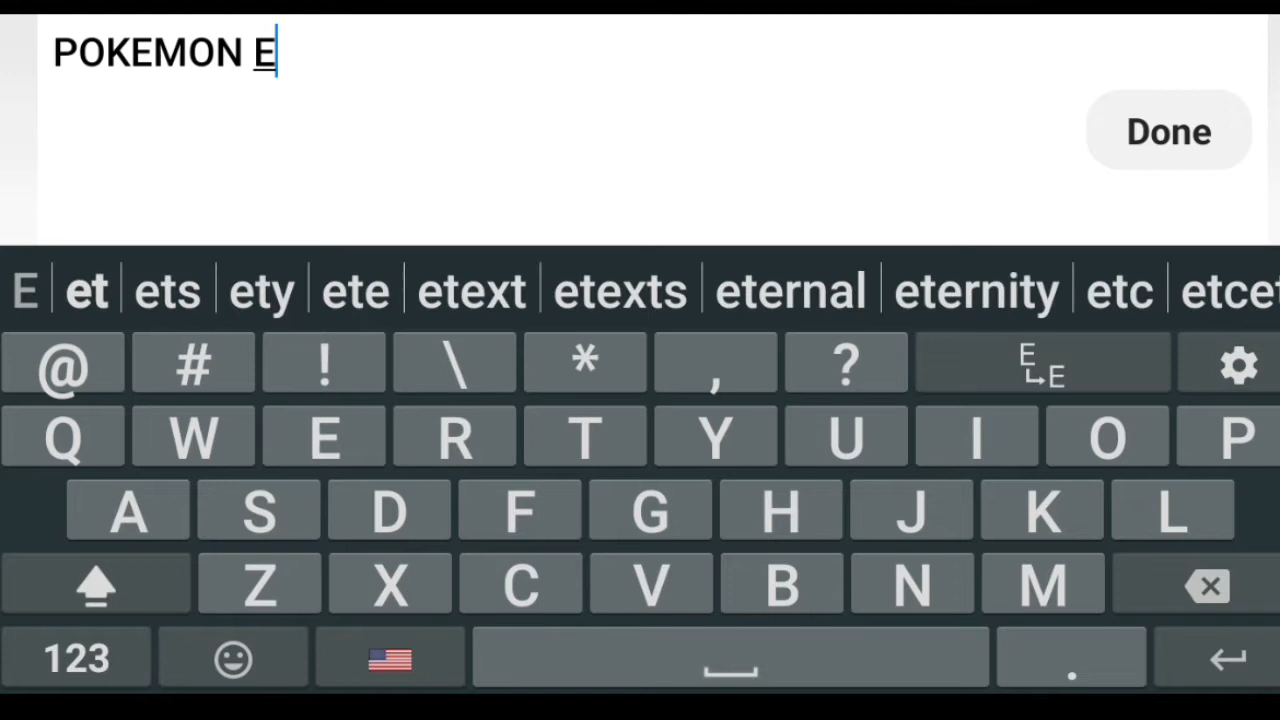 POKEMON E
Done
E et ets ety ete etext etexts eternal eternity etc etcet
@ # ! \ * , ? E E
Q W E R T Y U I O P
A S D F G H J K L
Z X C V B N M
123 .